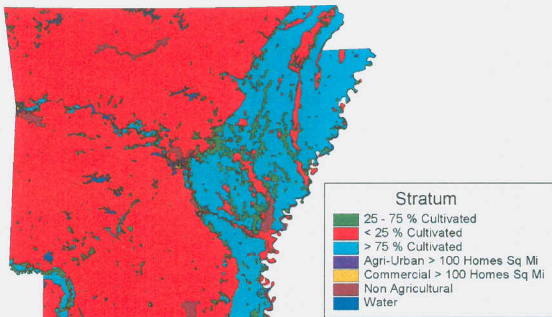 Stratum
25 - 75 % Cultivated
< 25 % Cultivated
> 75 % Cultivated
Agri-Urban > 100 Homes Sq Mi
Commercial > 100 Homes Sq Mi
Non Agricultural
Water